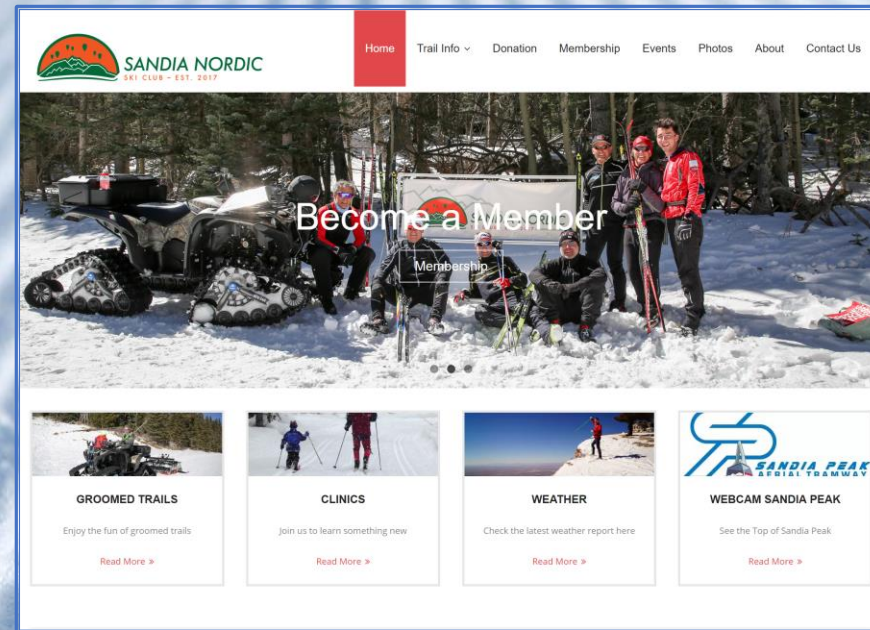 SANDIA NORDIC
SKI CLUB – EST. 2017
Home Trail Info Donation Membership Events Photos About Contact Us
Become a Member
Membership
SANDIA PEAK
AERIAL TRAMWAY
GROOMED TRAILS
Enjoy the fun of groomed trails
Read More »
CLINICS
Join us to learn something new
Read More »
WEATHER
Check the latest weather report here
Read More »
WEBCAM SANDIA PEAK
See the Top of Sandia Peak
Read More »